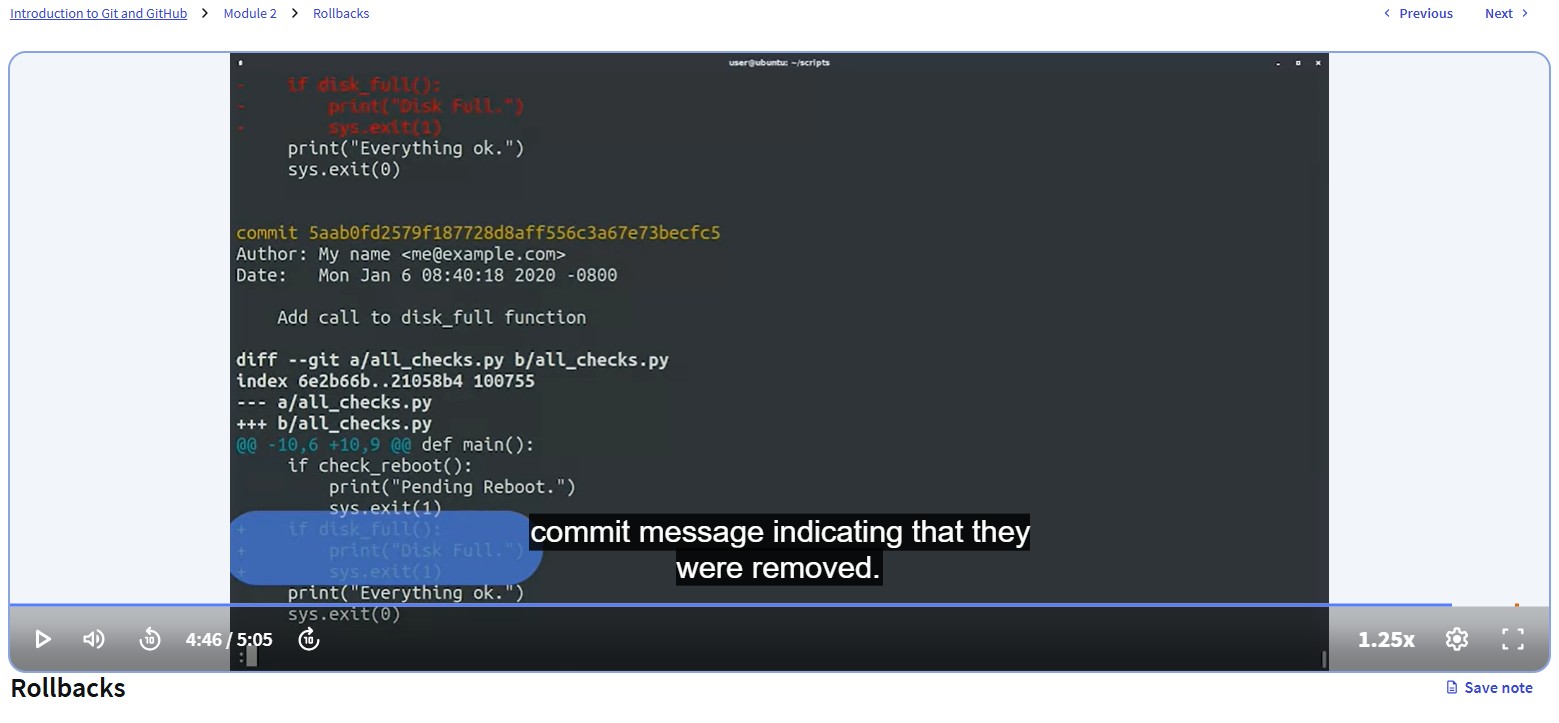 Introduction to Git and GitHub > Module 2 > Rollbacks
< Previous Next >
user@ubuntu: ~/scripts
-    if disk_full():
-        print("Disk Full.")
-        sys.exit(1)
     print("Everything ok.")
     sys.exit(0)
commit 5aab0fd2579f187728d8aff556c3a67e73becfc5
Author: My name <me@example.com>
Date:   Mon Jan 6 08:40:18 2020 -0800
    Add call to disk_full function
diff --git a/all_checks.py b/all_checks.py
index 6e2b66b..21058b4 100755
--- a/all_checks.py
+++ b/all_checks.py
@@ -10,6 +10,9 @@ def main():
     if check_reboot():
         print("Pending Reboot.")
         sys.exit(1)
+    if disk_full():
+        print("Disk Full.")
+        sys.exit(1)
     print("Everything ok.")
     sys.exit(0)
:
commit message indicating that they
were removed.
10 4:46 / 5:05 10 1.25x
Rollbacks
Save note